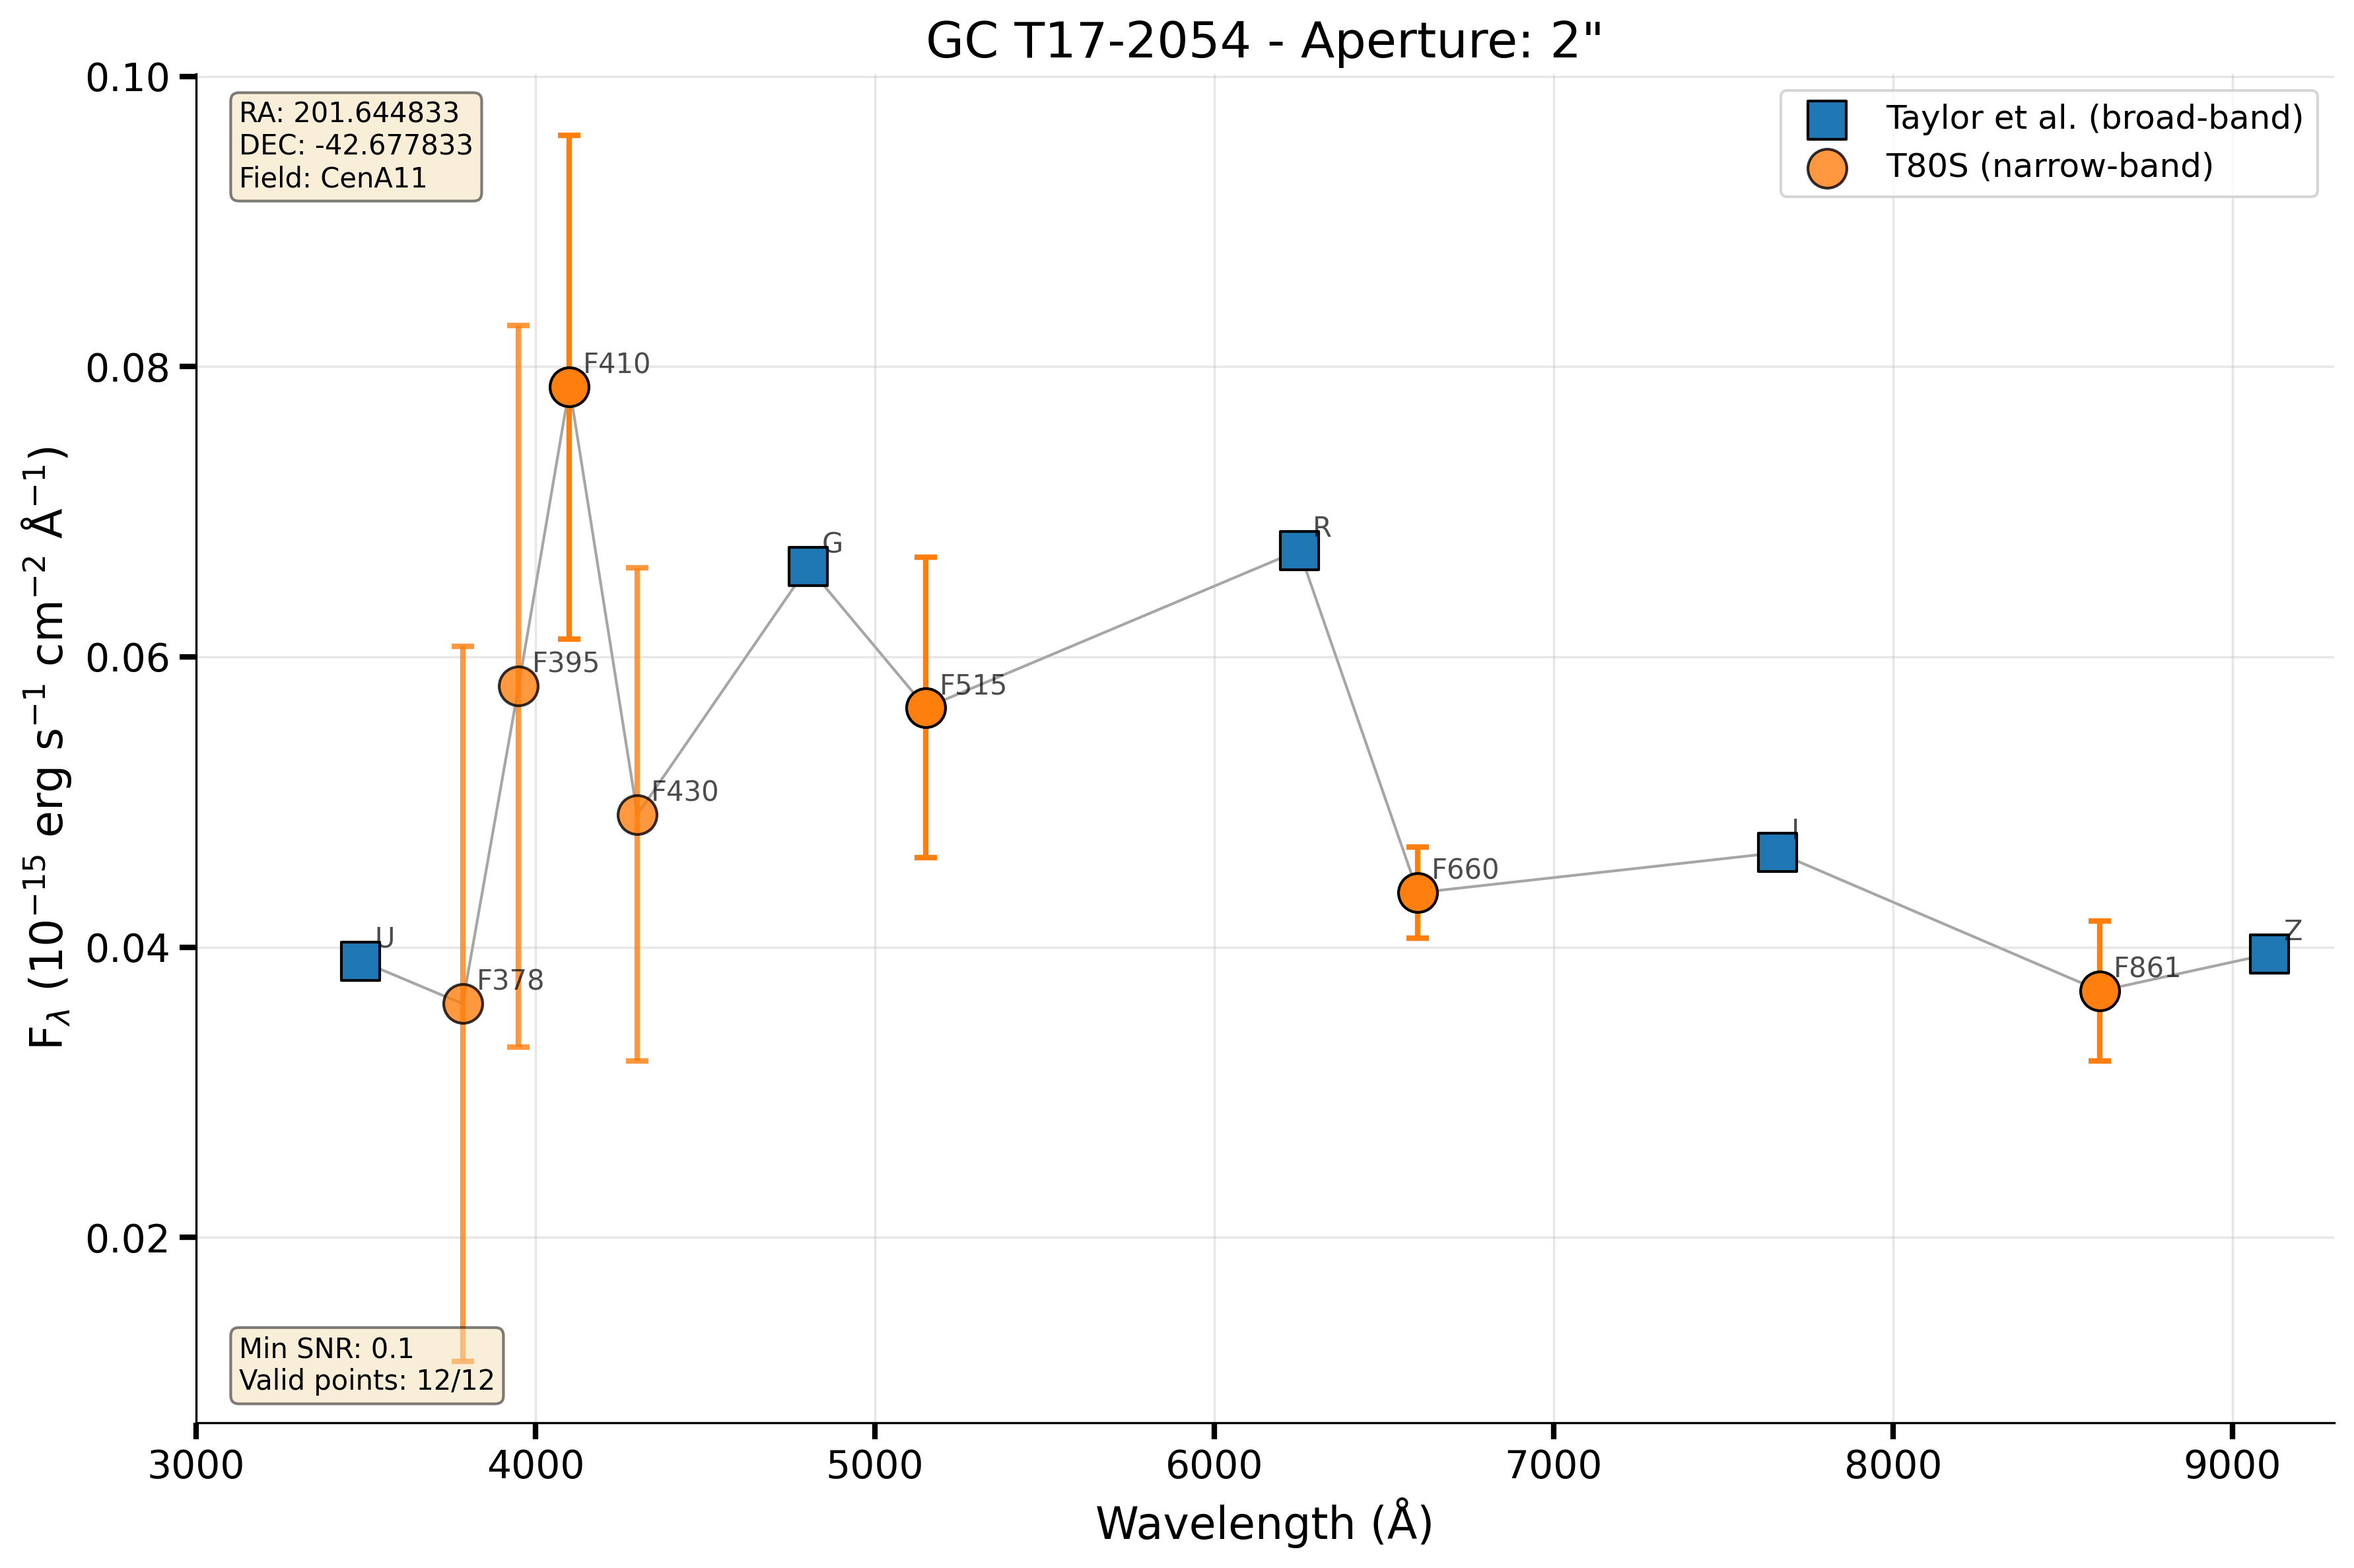 GC T17-2054 - Aperture: 2"
RA: 201.644833
DEC: -42.677833
Field: CenA11
Taylor et al. (broad-band)
T80S (narrow-band)
0.10
0.08
0.06
0.04
0.02
F_λ (10⁻¹⁵ erg s⁻¹ cm⁻² Å⁻¹)
U
F378
F395
F410
F430
G
F515
R
F660
I
F861
Z
Min SNR: 0.1
Valid points: 12/12
3000
4000
5000
6000
7000
8000
9000
Wavelength (Å)